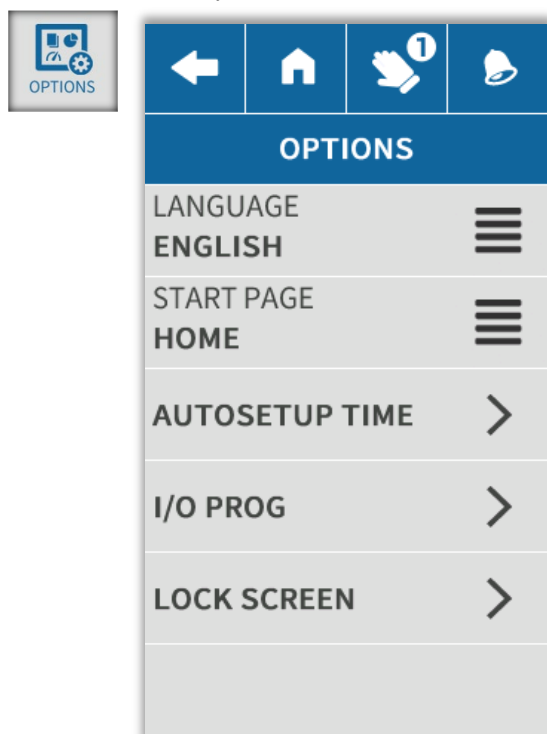 OPTIONS
1
OPTIONS
LANGUAGE
ENGLISH
START PAGE
HOME
AUTOSETUP TIME
I/O PROG
LOCK SCREEN